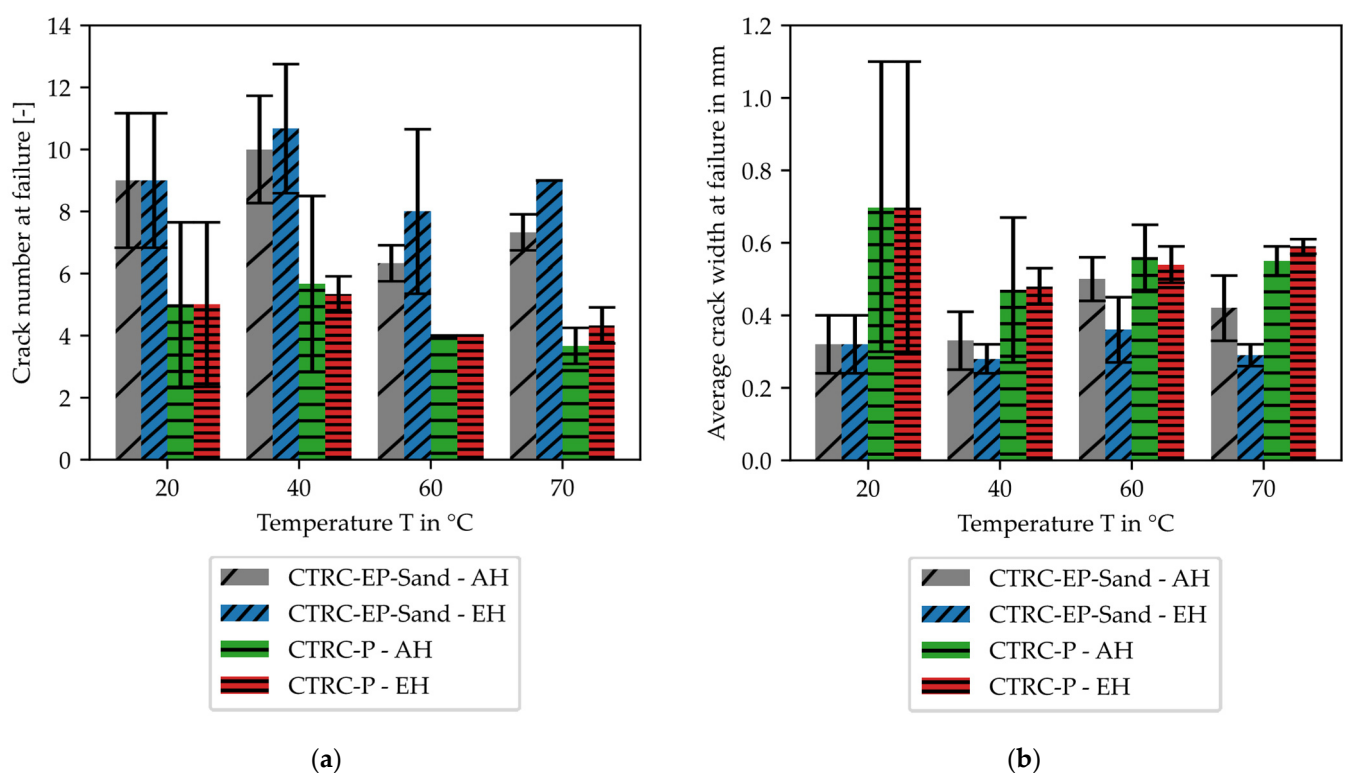 Crack number at failure [-]
14
12
10
8
6
4
2
0
20 40 60 70
Temperature T in °C
CTRC-EP-Sand - AH
CTRC-EP-Sand - EH
CTRC-P - AH
CTRC-P - EH
(a)
Average crack width at failure in mm
1.2
1.0
0.8
0.6
0.4
0.2
0.0
20 40 60 70
Temperature T in °C
CTRC-EP-Sand - AH
CTRC-EP-Sand - EH
CTRC-P - AH
CTRC-P - EH
(b)